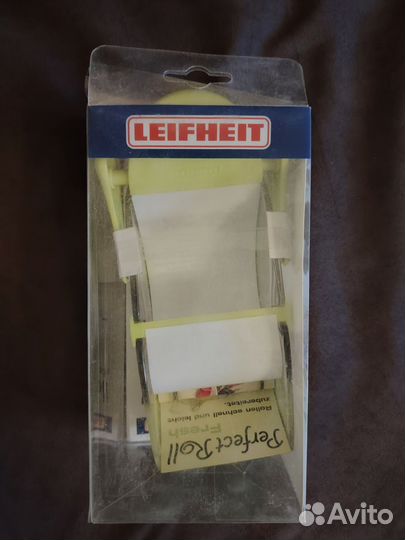 LEIFHEIT
Perfect Roll
Fresh
Rollen schnell und leicht
zubereitet.
Avito